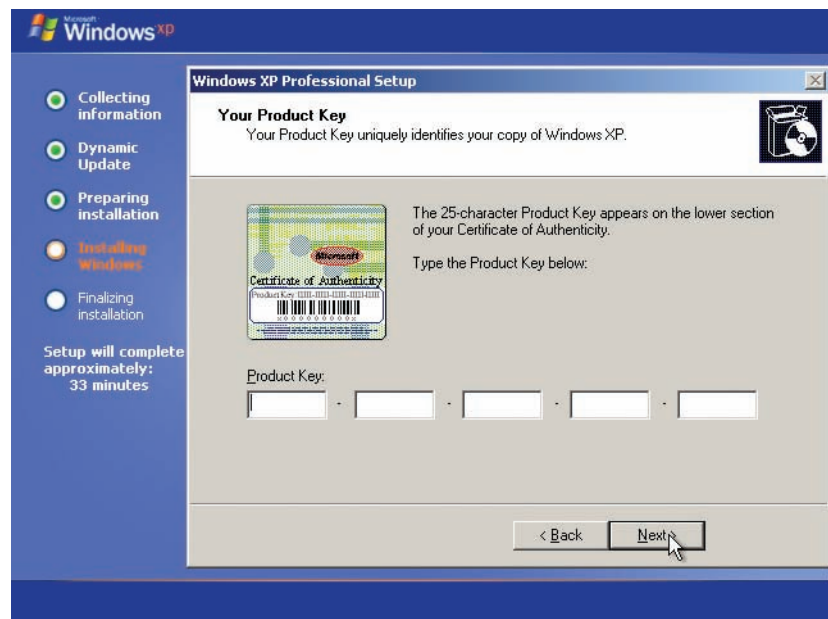 Microsoft
Windows xp
Collecting
information
Dynamic
Update
Preparing
installation
Installing
Windows
Finalizing
installation
Setup will complete
approximately:
33 minutes
Windows XP Professional Setup
Your Product Key
Your Product Key uniquely identifies your copy of Windows XP.
Microsoft
Certificate of Authenticity
Product Key:
The 25-character Product Key appears on the lower section
of your Certificate of Authenticity.
Type the Product Key below:
Product Key:
- - - -
< Back
Next >